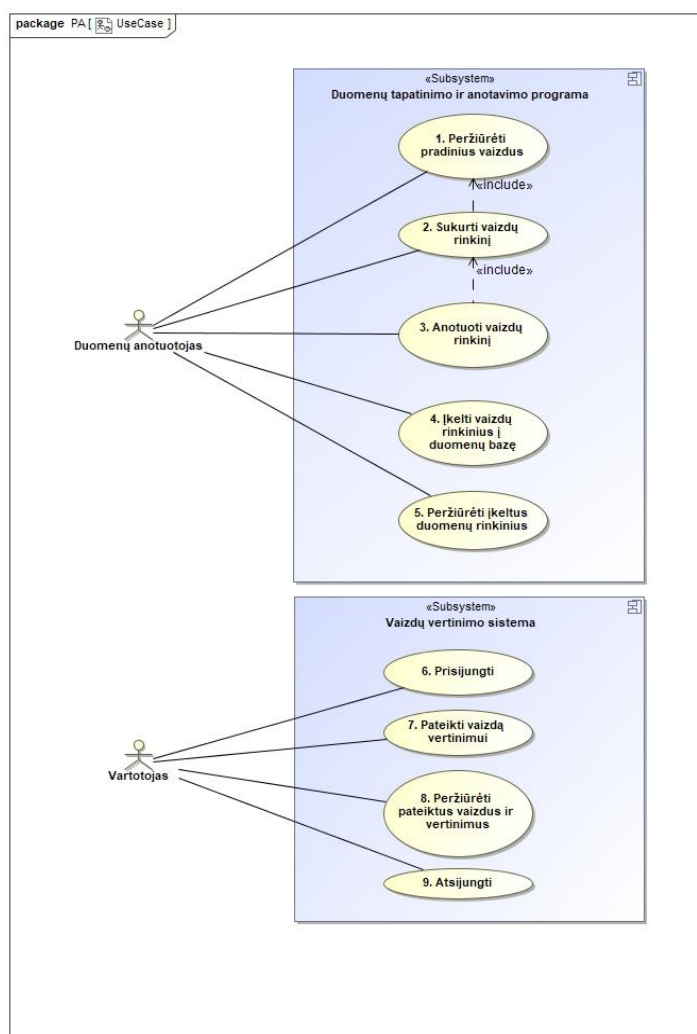 package PA [ UseCase ]
«Subsystem»
Duomenų tapatinimo ir anotavimo programa
1. Peržiūrėti
pradinius vaizdus
«include»
2. Sukurti vaizdų
rinkinį
«include»
3. Anotuoti vaizdų
rinkinį
Duomenų anotuotojas
4. Įkelti vaizdų
rinkinius į
duomenų bazę
5. Peržiūrėti įkeltus
duomenų rinkinius
«Subsystem»
Vaizdų vertinimo sistema
6. Prisijungti
7. Pateikti vaizdą
vertinimui
Vartotojas
8. Peržiūrėti
pateiktus vaizdus ir
vertinimus
9. Atsijungti